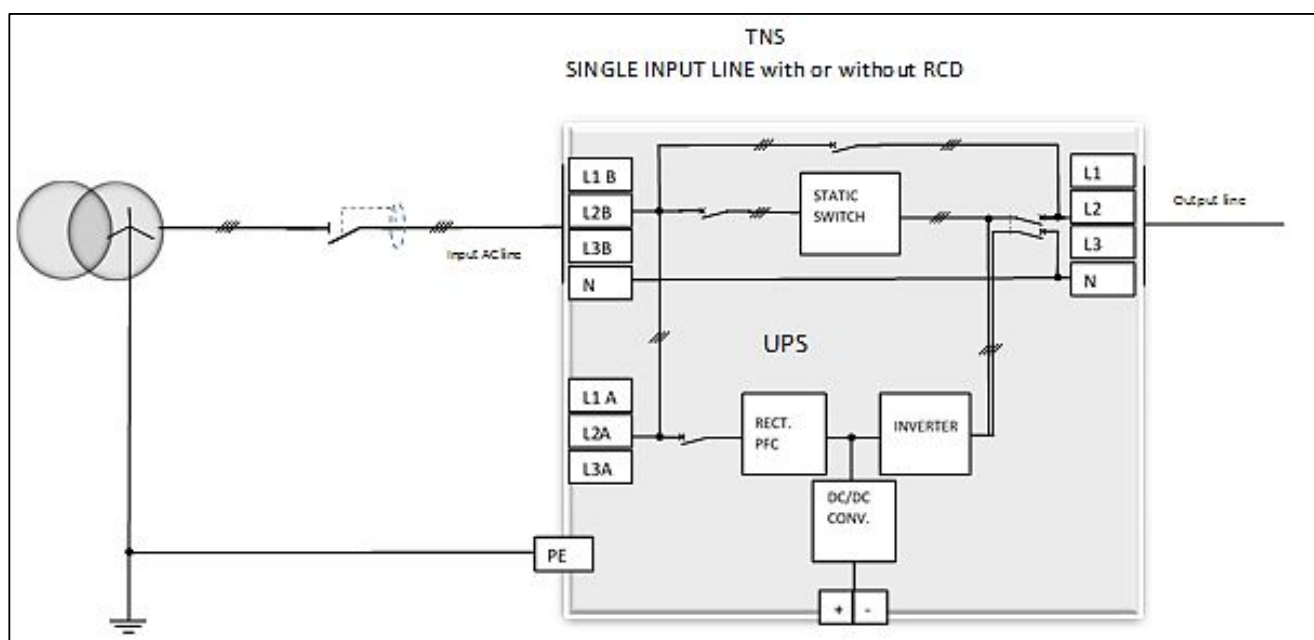 TNS
SINGLE INPUT LINE with or without RCD
L1 B
L2B
L3B
N
STATIC
SWITCH
L1
L2
L3
N
Output line
Input AC line
UPS
L1 A
L2A
L3A
RECT.
PFC
INVERTER
DC/DC
CONV.
PE
+ -